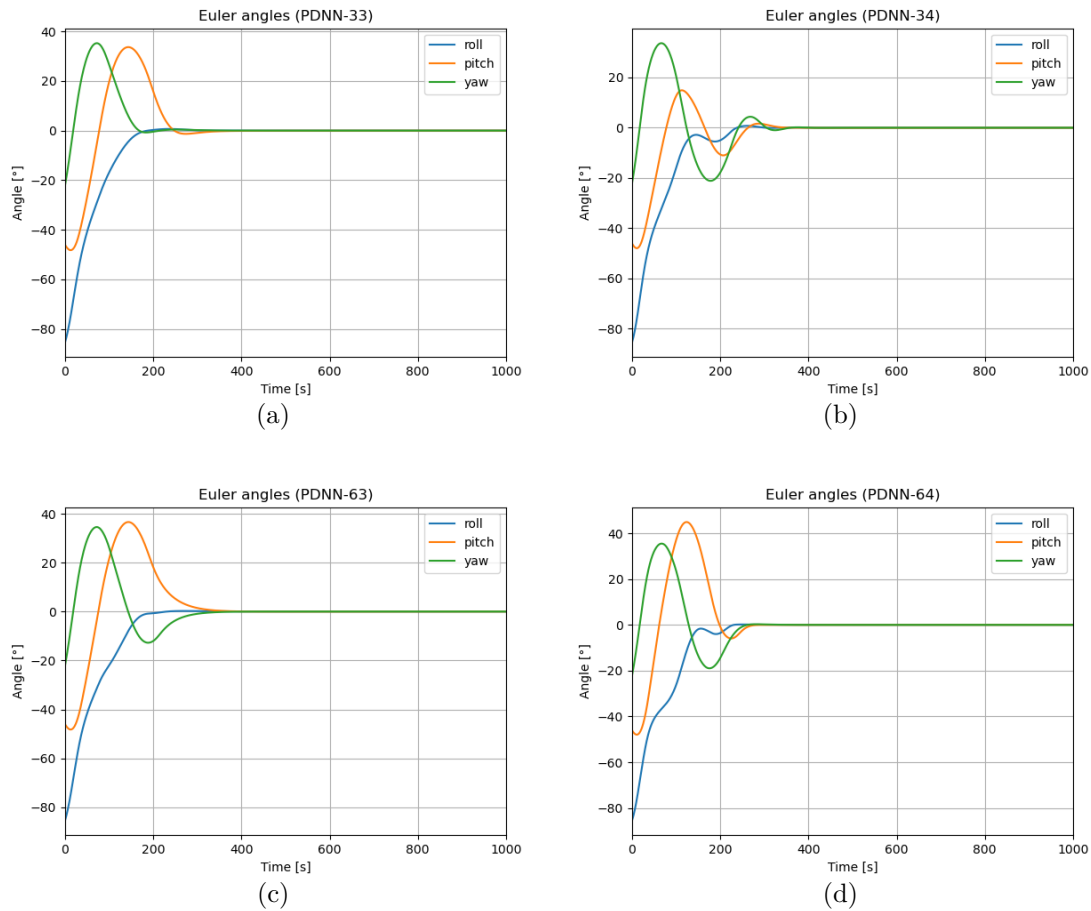 Euler angles (PDNN-33)
40
20
0
−20
−40
−60
−80
Angle [°]
0 200 400 600 800 1000
Time [s]
roll
pitch
yaw
(a)
Euler angles (PDNN-34)
20
0
−20
−40
−60
−80
Angle [°]
0 200 400 600 800 1000
Time [s]
roll
pitch
yaw
(b)
Euler angles (PDNN-63)
40
20
0
−20
−40
−60
−80
Angle [°]
0 200 400 600 800 1000
Time [s]
roll
pitch
yaw
(c)
Euler angles (PDNN-64)
40
20
0
−20
−40
−60
−80
Angle [°]
0 200 400 600 800 1000
Time [s]
roll
pitch
yaw
(d)